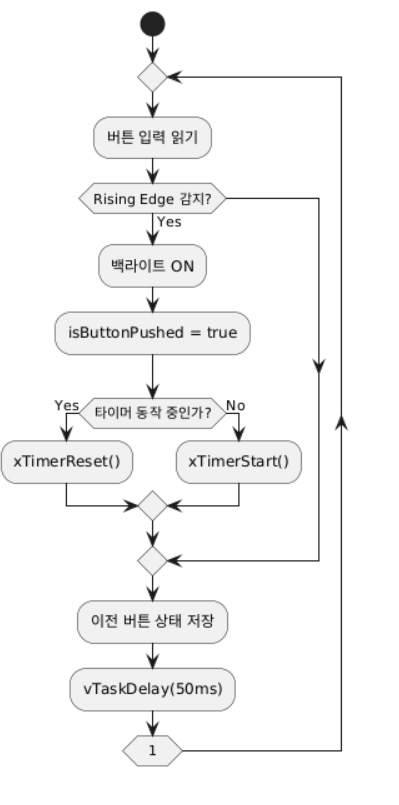 버튼 입력 읽기
Rising Edge 감지?
Yes
백라이트 ON
isButtonPushed = true
Yes
타이머 동작 중인가?
No
xTimerReset()
xTimerStart()
이전 버튼 상태 저장
vTaskDelay(50ms)
1